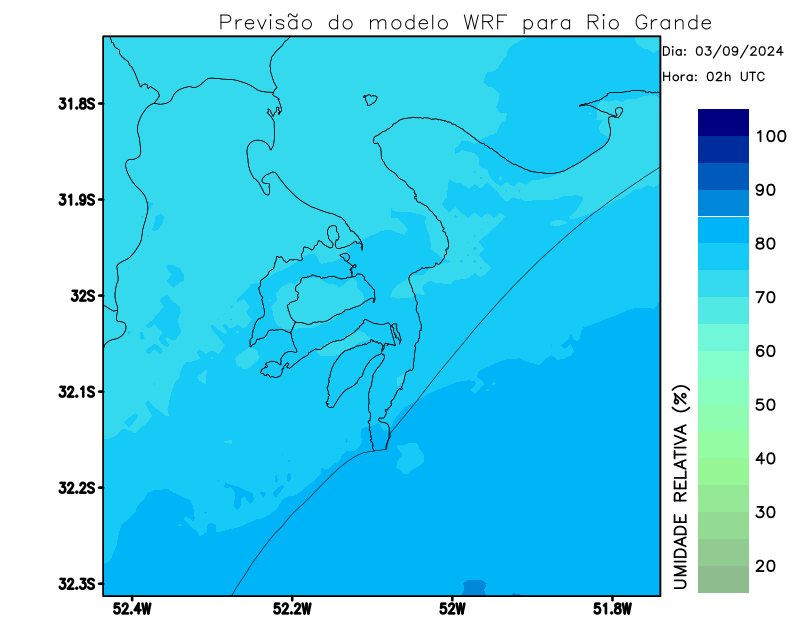 Previsão do modelo WRF para Rio Grande
Dia: 03/09/2024
Hora: 02h UTC
31.8S
31.9S
32S
32.1S
32.2S
32.3S
52.4W
52.2W
52W
51.8W
100
90
80
70
60
50
40
30
20
UMIDADE RELATIVA (%)